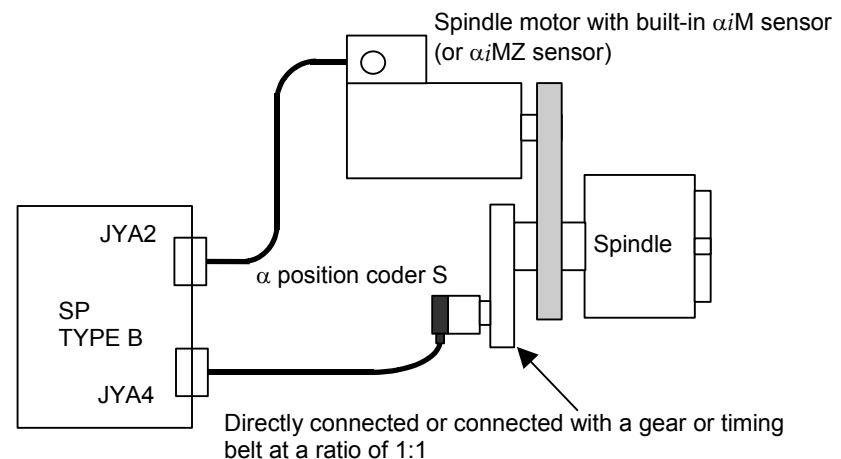 Spindle motor with built-in αiM sensor
(or αiMZ sensor)
JYA2
Spindle
α position coder S
SP
TYPE B
JYA4
Directly connected or connected with a gear or timing
belt at a ratio of 1:1